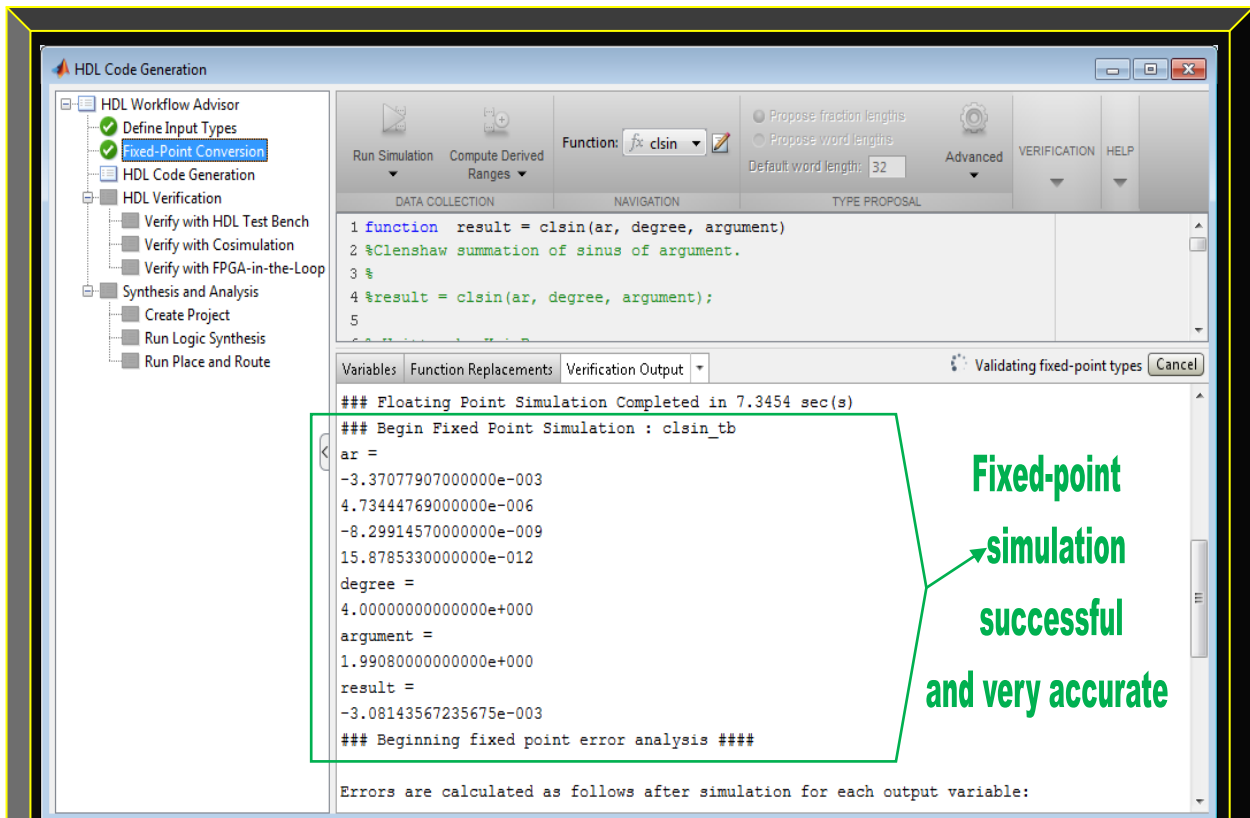 HDL Code Generation
HDL Workflow Advisor
Define Input Types
Fixed-Point Conversion
HDL Code Generation
HDL Verification
Verify with HDL Test Bench
Verify with Cosimulation
Verify with FPGA-in-the-Loop
Synthesis and Analysis
Create Project
Run Logic Synthesis
Run Place and Route
Run Simulation
Compute Derived
Ranges
DATA COLLECTION
Function: fx clsin
NAVIGATION
Propose fraction lengths
Propose word lengths
Default word length: 32
Advanced
TYPE PROPOSAL
VERIFICATION
HELP
1 function result = clsin(ar, degree, argument)
2 %Clenshaw summation of sinus of argument.
3 %
4 %result = clsin(ar, degree, argument);
5
Variables Function Replacements Verification Output
Validating fixed-point types Cancel
### Floating Point Simulation Completed in 7.3454 sec(s)
### Begin Fixed Point Simulation : clsin_tb
ar =
-3.37077907000000e-003
4.73444769000000e-006
-8.29914570000000e-009
15.8785330000000e-012
degree =
4.00000000000000e+000
argument =
1.99080000000000e+000
result =
-3.08143567235675e-003
### Beginning fixed point error analysis ####
Errors are calculated as follows after simulation for each output variable:
Fixed-point
simulation
successful
and very accurate